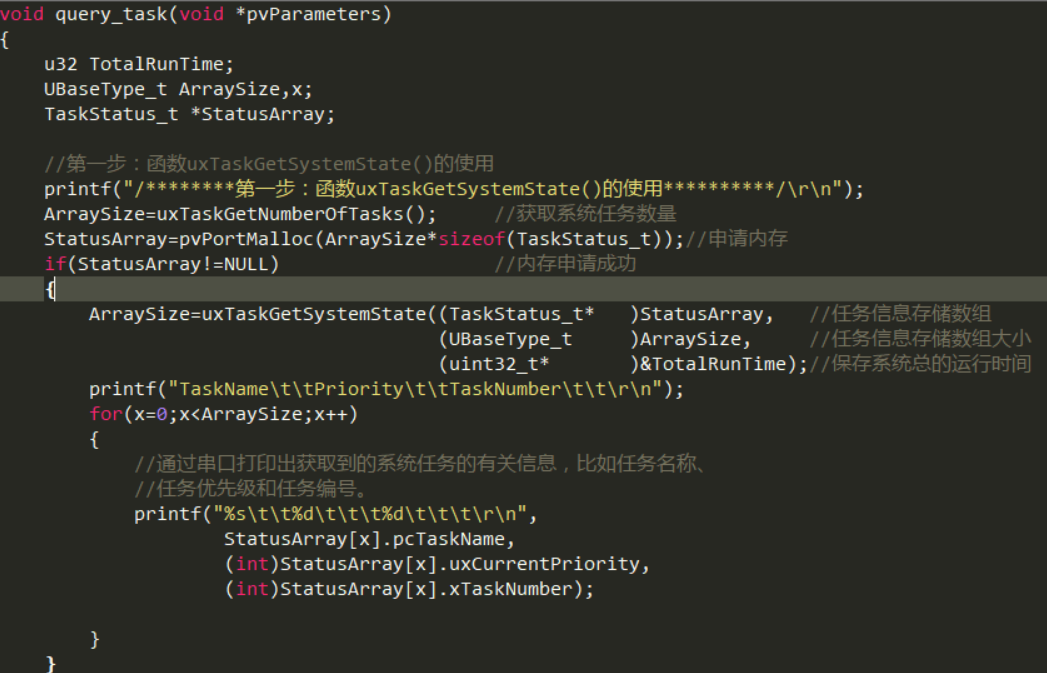 void query_task(void *pvParameters)
{
    u32 TotalRunTime;
    UBaseType_t ArraySize,x;
    TaskStatus_t *StatusArray;

    //第一步：函数uxTaskGetSystemState()的使用
    printf("/********第一步：函数uxTaskGetSystemState()的使用**********/\r\n");
    ArraySize=uxTaskGetNumberOfTasks();     //获取系统任务数量
    StatusArray=pvPortMalloc(ArraySize*sizeof(TaskStatus_t));//申请内存
    if(StatusArray!=NULL)                   //内存申请成功
    {
        ArraySize=uxTaskGetSystemState((TaskStatus_t*   )StatusArray,   //任务信息存储数组
                                       (UBaseType_t     )ArraySize,     //任务信息存储数组大小
                                       (uint32_t*       )&TotalRunTime);//保存系统总的运行时间
        printf("TaskName\t\tPriority\t\tTaskNumber\t\t\r\n");
        for(x=0;x<ArraySize;x++)
        {
            //通过串口打印出获取到的系统任务的有关信息，比如任务名称、
            //任务优先级和任务编号。
            printf("%s\t\t%d\t\t\t%d\t\t\t\r\n",
                    StatusArray[x].pcTaskName,
                    (int)StatusArray[x].uxCurrentPriority,
                    (int)StatusArray[x].xTaskNumber);

        }
    }